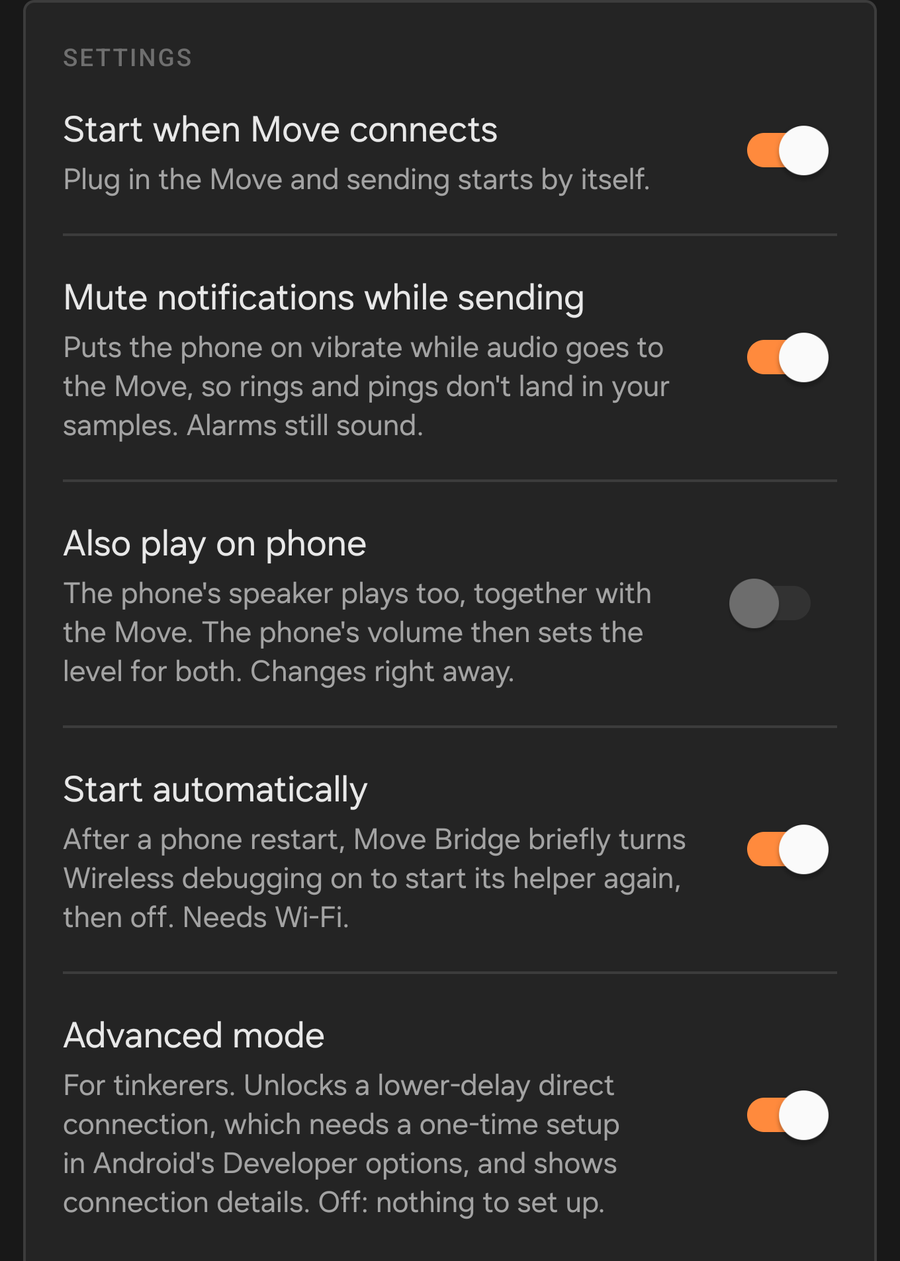 SETTINGS
Start when Move connects
Plug in the Move and sending starts by itself.
Mute notifications while sending
Puts the phone on vibrate while audio goes to
the Move, so rings and pings don't land in your
samples. Alarms still sound.
Also play on phone
The phone's speaker plays too, together with
the Move. The phone's volume then sets the
level for both. Changes right away.
Start automatically
After a phone restart, Move Bridge briefly turns
Wireless debugging on to start its helper again,
then off. Needs Wi-Fi.
Advanced mode
For tinkerers. Unlocks a lower-delay direct
connection, which needs a one-time setup
in Android's Developer options, and shows
connection details. Off: nothing to set up.